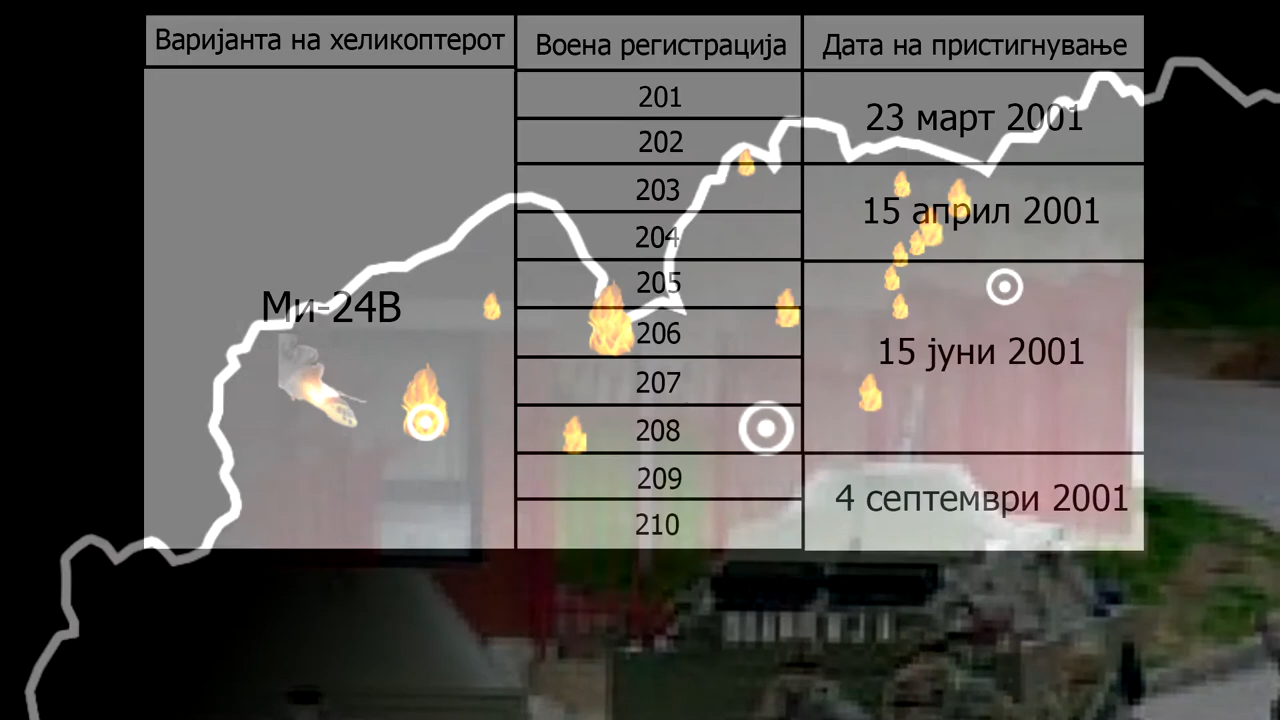 Варијанта на хеликоптерот
Воена регистрација
Дата на пристигнување
Ми-24В
201
202
23 март 2001
203
204
15 април 2001
205
206
207
208
15 јуни 2001
209
210
4 септември 2001